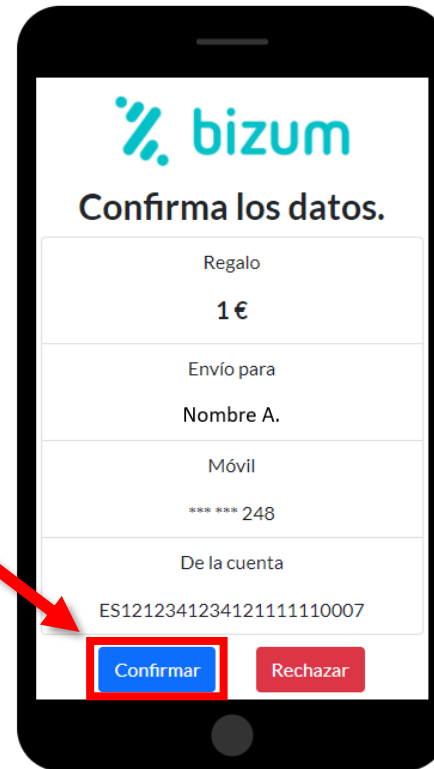 bizum
Confirma los datos.
Regalo
1 €
Envío para
Nombre A.
Móvil
*** *** 248
De la cuenta
ES1212341234121111110007
Confirmar
Rechazar